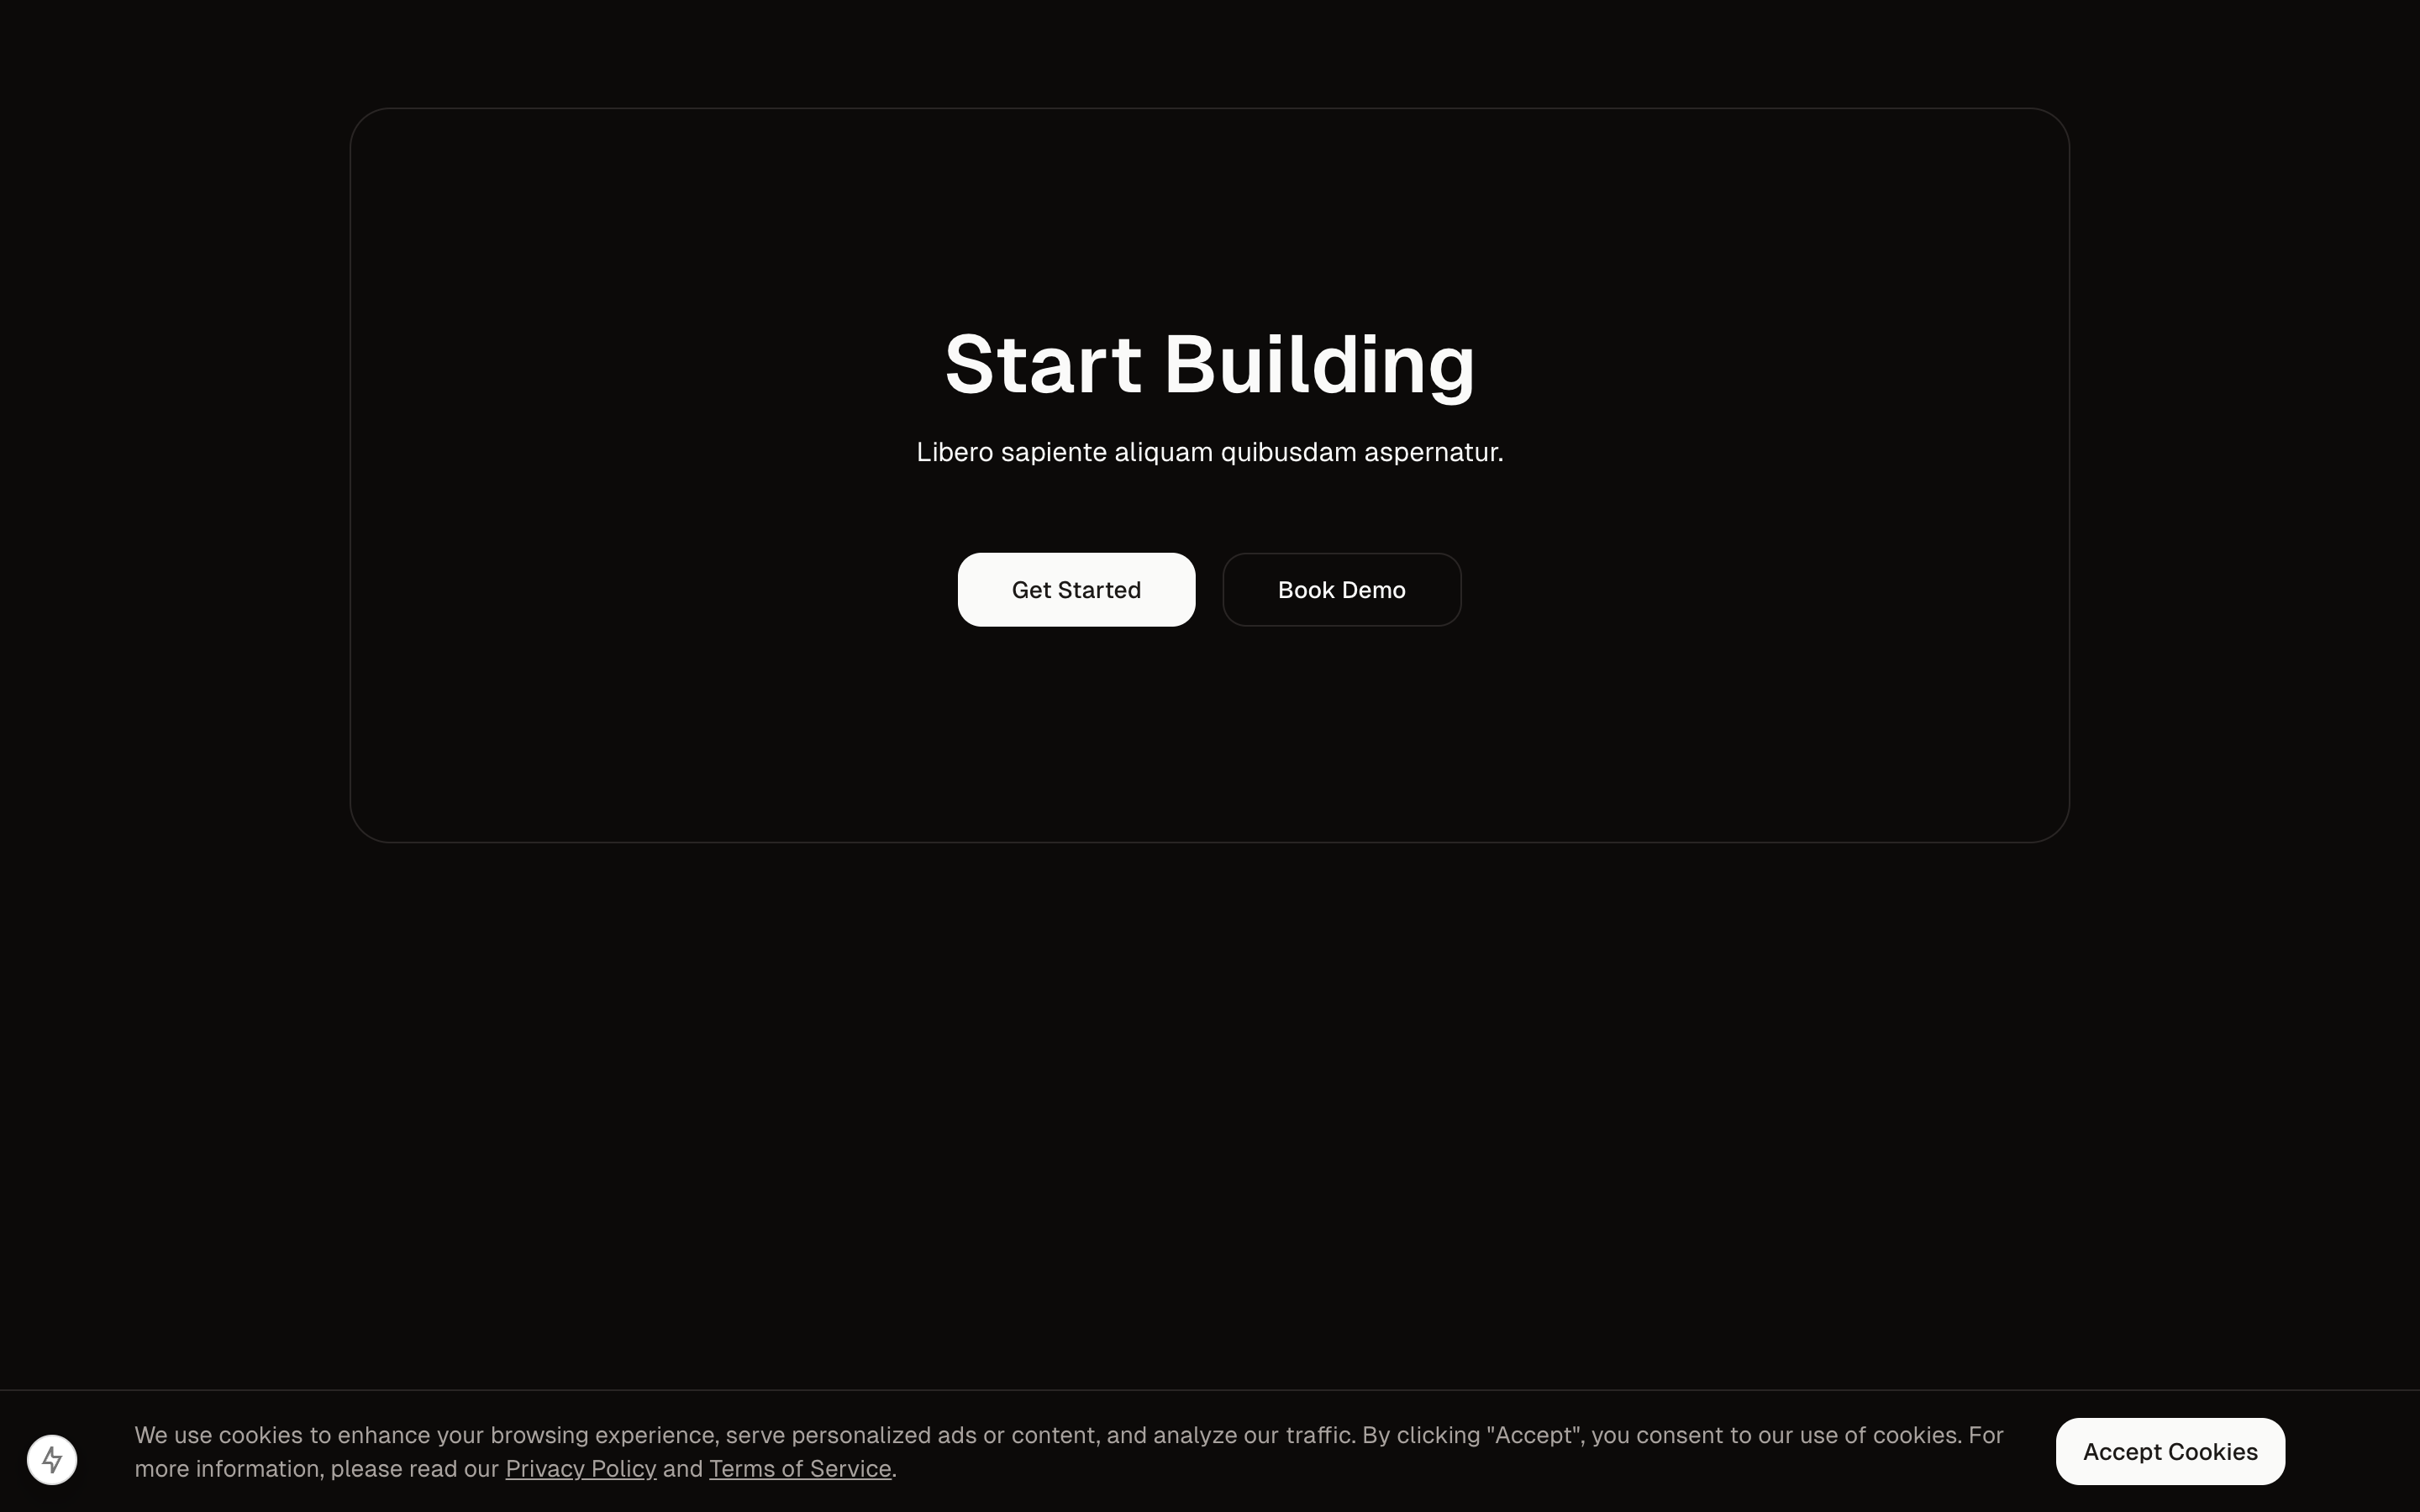 Start Building
Libero sapiente aliquam quibusdam aspernatur.
Get Started
Book Demo
We use cookies to enhance your browsing experience, serve personalized ads or content, and analyze our traffic. By clicking "Accept", you consent to our use of cookies. For
more information, please read our Privacy Policy and Terms of Service.
Accept Cookies